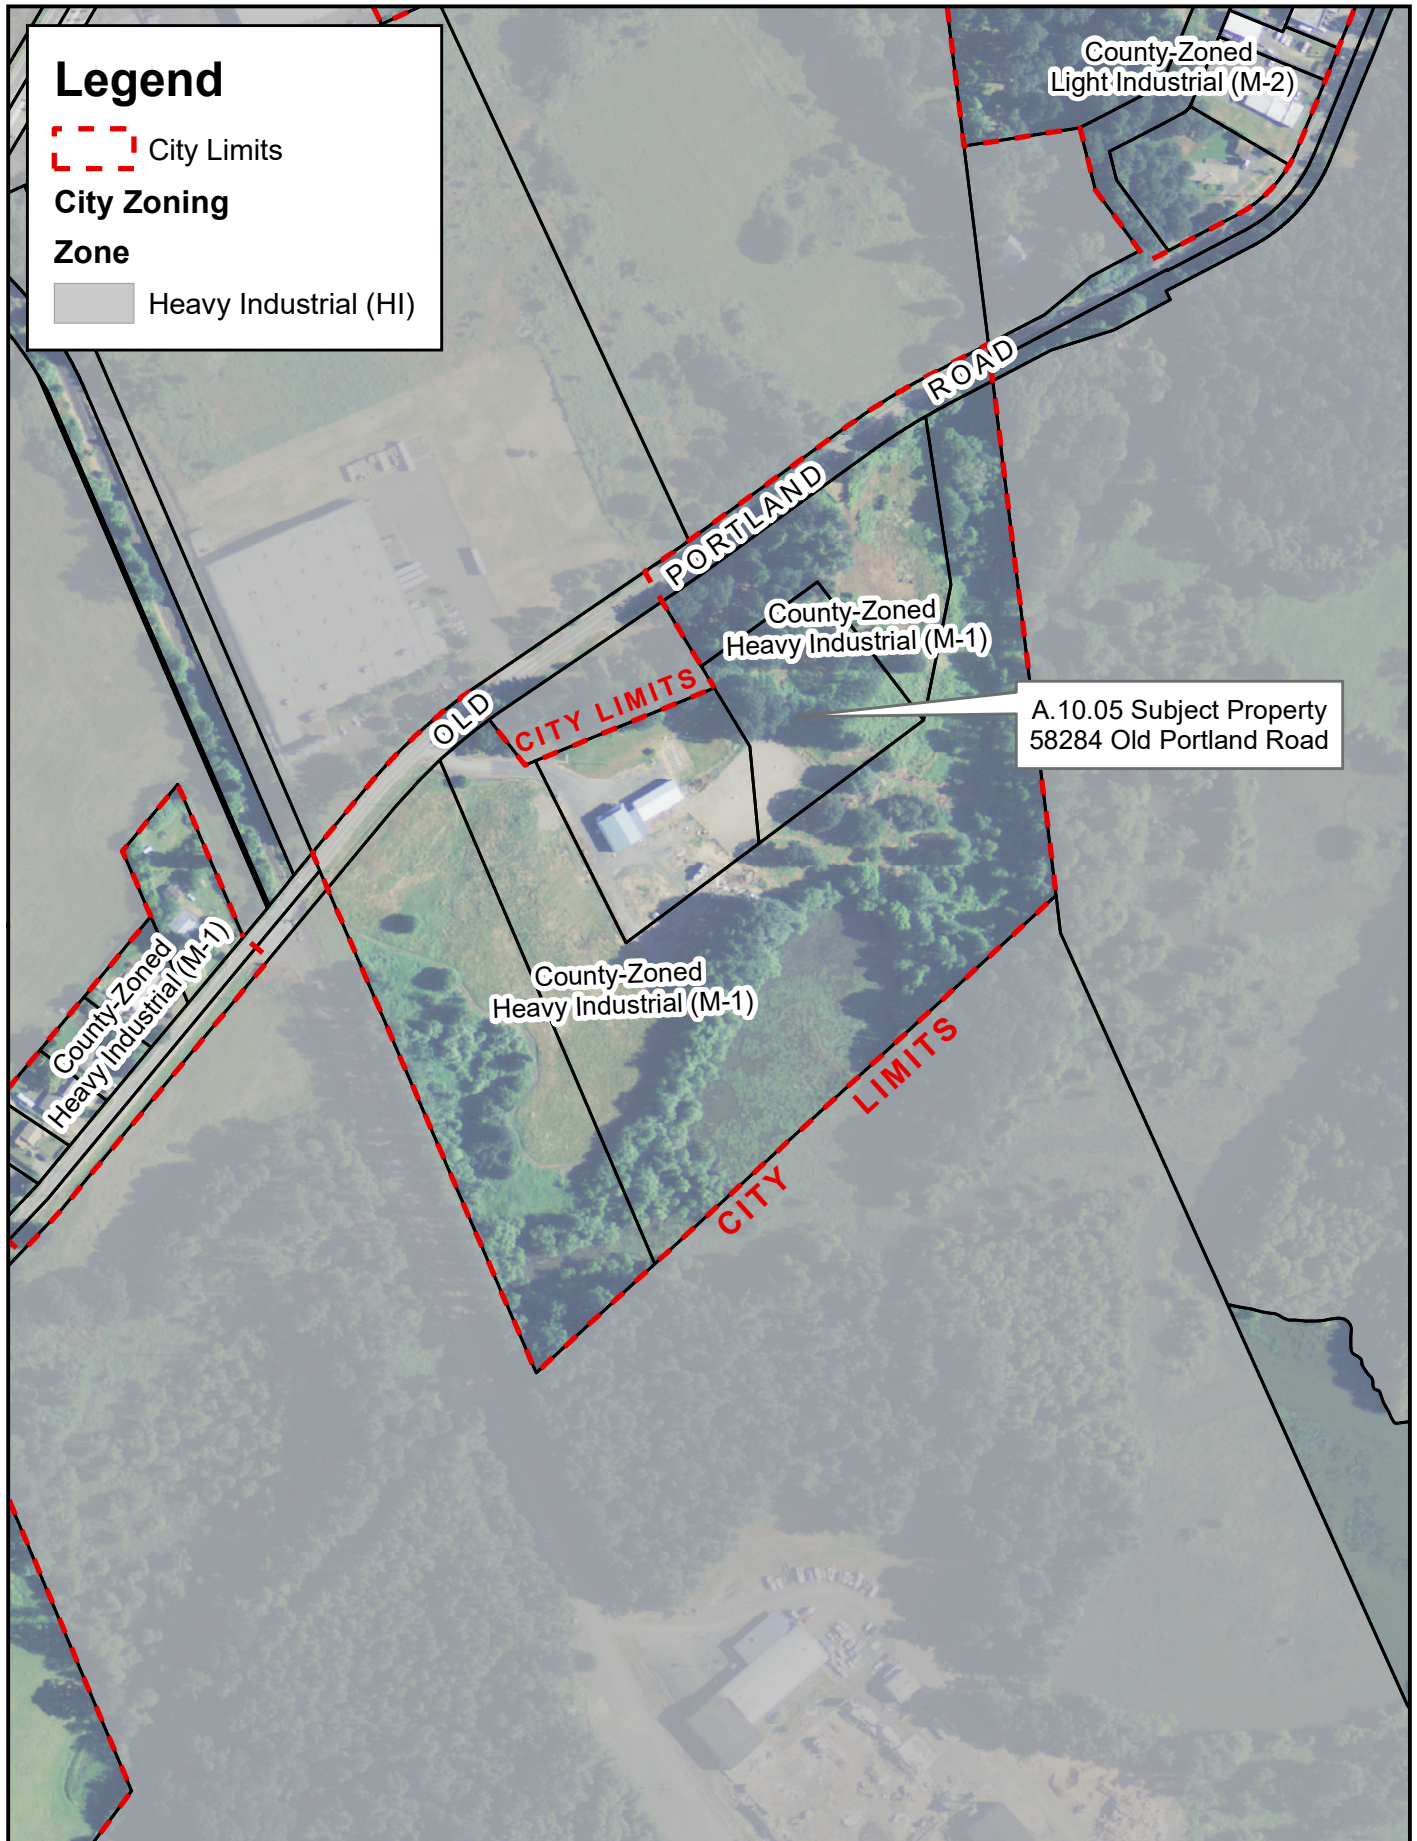 Legend
City Limits
City Zoning
Zone
Heavy Industrial (HI)
County-Zoned
Light Industrial (M-2)
OLD PORTLAND ROAD
County-Zoned
Heavy Industrial (M-1)
CITY LIMITS
A.10.05 Subject Property
58284 Old Portland Road
County-Zoned
Heavy Industrial (M-1)
County-Zoned
Heavy Industrial (M-1)
CITY LIMITS